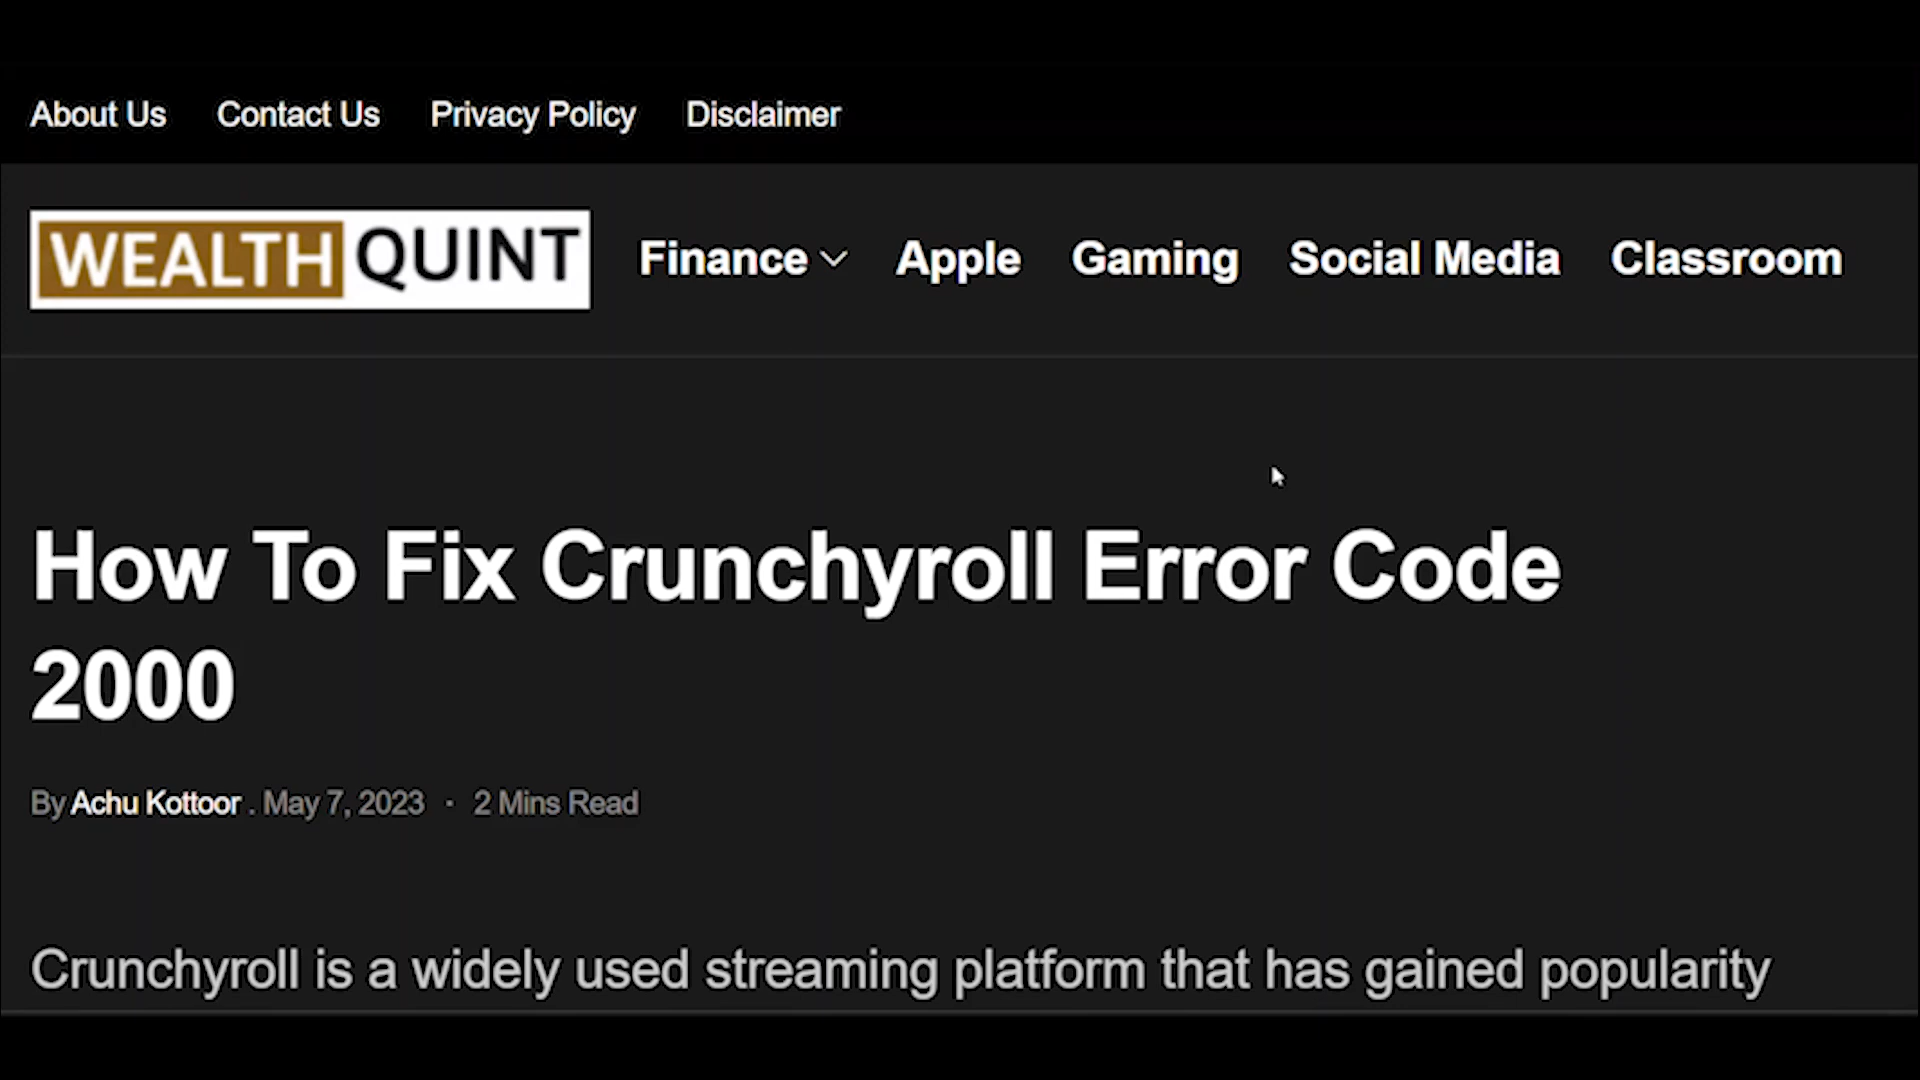 About Us Contact Us Privacy Policy Disclaimer
WEALTH QUINT Finance Apple Gaming Social Media Classroom
How To Fix Crunchyroll Error Code
2000
By Achu Kottoor . May 7, 2023 · 2 Mins Read
Crunchyroll is a widely used streaming platform that has gained popularity